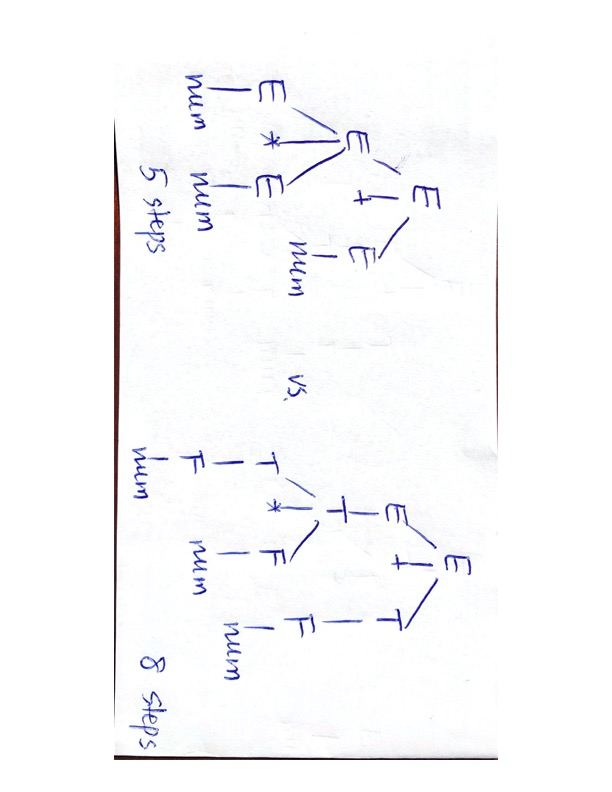 E
E + E
E * E num
num num
5 steps
vs.
E
E + T
T
T * F F
F num num
num
8 steps